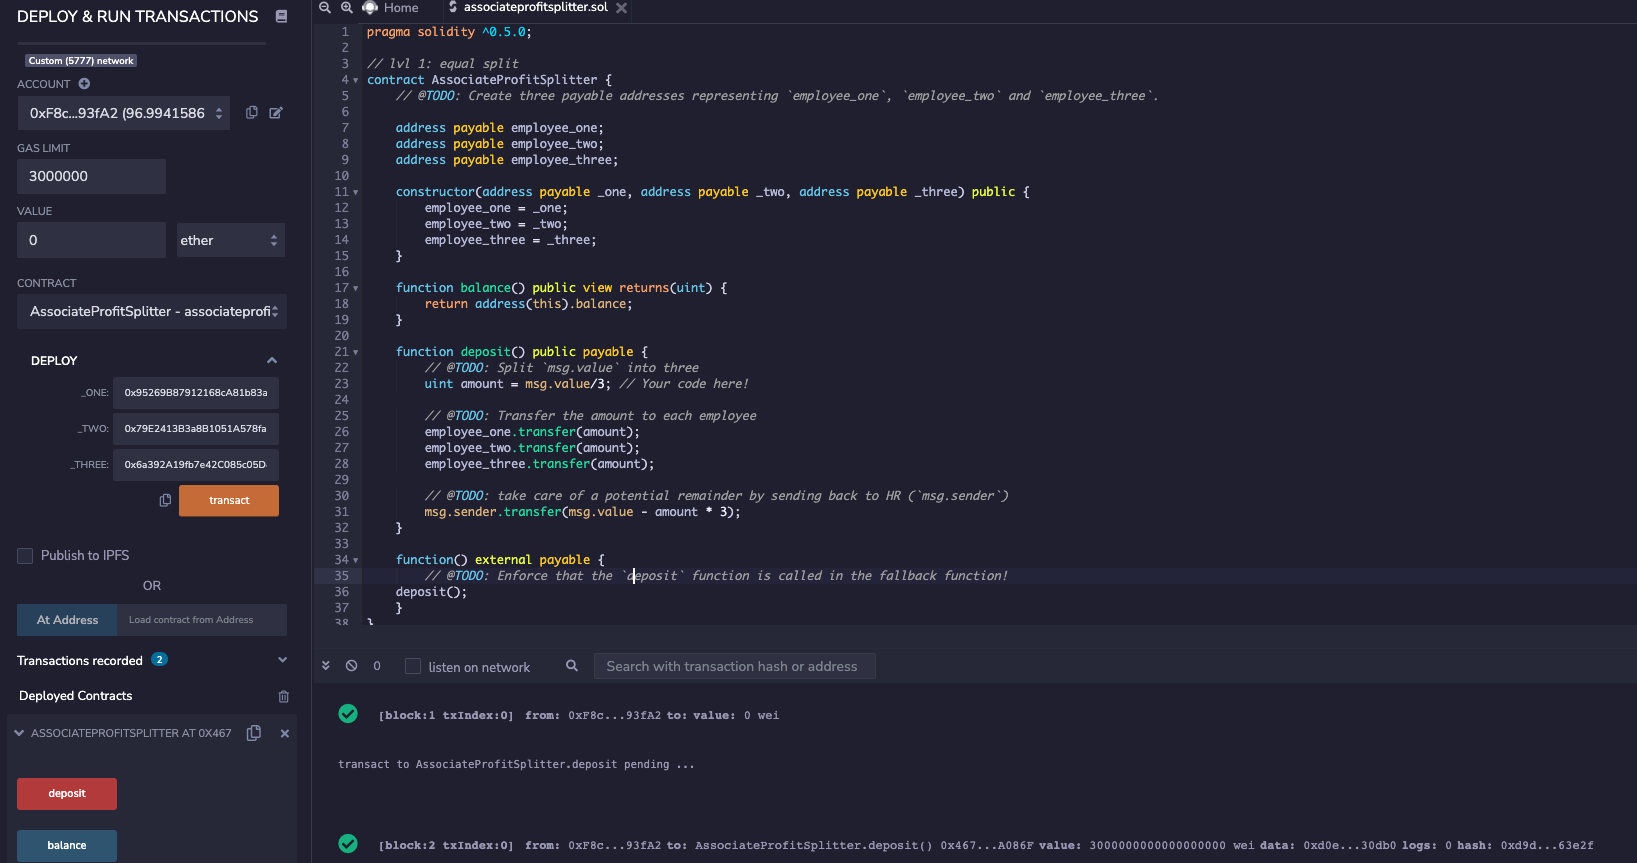 DEPLOY & RUN TRANSACTIONS
Custom (5777) network
ACCOUNT
0xF8c...93fA2 (96.9941586
GAS LIMIT
3000000
VALUE
0
ether
CONTRACT
AssociateProfitSplitter - associateprofi
DEPLOY
_ONE: 0x95269B87912168cA81b83a
_TWO: 0x79E2413B3a8B1051A578fa
_THREE: 0x6a392A19fb7e42C085c05D
transact
Publish to IPFS
OR
At Address
Load contract from Address
Transactions recorded 2
Deployed Contracts
ASSOCIATEPROFITSPLITTER AT 0X467
deposit
balance
Home
associateprofitsplitter.sol
1 pragma solidity ^0.5.0;
2
3 // lvl 1: equal split
4 contract AssociateProfitSplitter {
5 // @TODO: Create three payable addresses representing `employee_one`, `employee_two` and `employee_three`.
6
7 address payable employee_one;
8 address payable employee_two;
9 address payable employee_three;
10
11 constructor(address payable _one, address payable _two, address payable _three) public {
12 employee_one = _one;
13 employee_two = _two;
14 employee_three = _three;
15 }
16
17 function balance() public view returns(uint) {
18 return address(this).balance;
19 }
20
21 function deposit() public payable {
22 // @TODO: Split `msg.value` into three
23 uint amount = msg.value/3; // Your code here!
24
25 // @TODO: Transfer the amount to each employee
26 employee_one.transfer(amount);
27 employee_two.transfer(amount);
28 employee_three.transfer(amount);
29
30 // @TODO: take care of a potential remainder by sending back to HR (`msg.sender`)
31 msg.sender.transfer(msg.value - amount * 3);
32 }
33
34 function() external payable {
35 // @TODO: Enforce that the `deposit` function is called in the fallback function!
36 deposit();
37 }
38 }
0
listen on network
Search with transaction hash or address
[block:1 txIndex:0] from: 0xF8c...93fA2 to: value: 0 wei
transact to AssociateProfitSplitter.deposit pending ...
[block:2 txIndex:0] from: 0xF8c...93fA2 to: AssociateProfitSplitter.deposit() 0x467...A086F value: 3000000000000000000 wei data: 0xd0e...30db0 logs: 0 hash: 0xd9d...63e2f